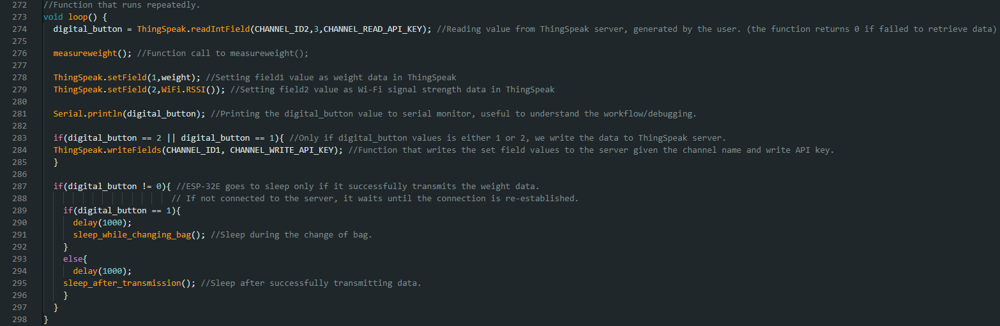 272 //Function that runs repeatedly.
273 void loop() {
274 digital_button = ThingSpeak.readIntField(CHANNEL_ID2,3,CHANNEL_READ_API_KEY); //Reading value from ThingSpeak server, generated by the user. (the function returns 0 if failed to retrieve data)
275
276 measureweight(); //Function call to measureweight();
277
278 ThingSpeak.setField(1,weight); //Setting field1 value as weight data in ThingSpeak
279 ThingSpeak.setField(2,WiFi.RSSI()); //Setting field2 value as Wi-Fi signal strength data in ThingSpeak
280
281 Serial.println(digital_button); //Printing the digital_button value to serial monitor, useful to understand the workflow/debugging.
282
283 if(digital_button == 2 || digital_button == 1){ //Only if digital_button values is either 1 or 2, we write the data to ThingSpeak server.
284 ThingSpeak.writeFields(CHANNEL_ID1, CHANNEL_WRITE_API_KEY); //Function that writes the set field values to the server given the channel name and write API key.
285 }
286
287 if(digital_button != 0){ //ESP-32E goes to sleep only if it successfully transmits the weight data.
288 // If not connected to the server, it waits until the connection is re-established.
289 if(digital_button == 1){
290 delay(1000);
291 sleep_while_changing_bag(); //Sleep during the change of bag.
292 }
293 else{
294 delay(1000);
295 sleep_after_transmission(); //Sleep after successfully transmitting data.
296 }
297 }
298 }